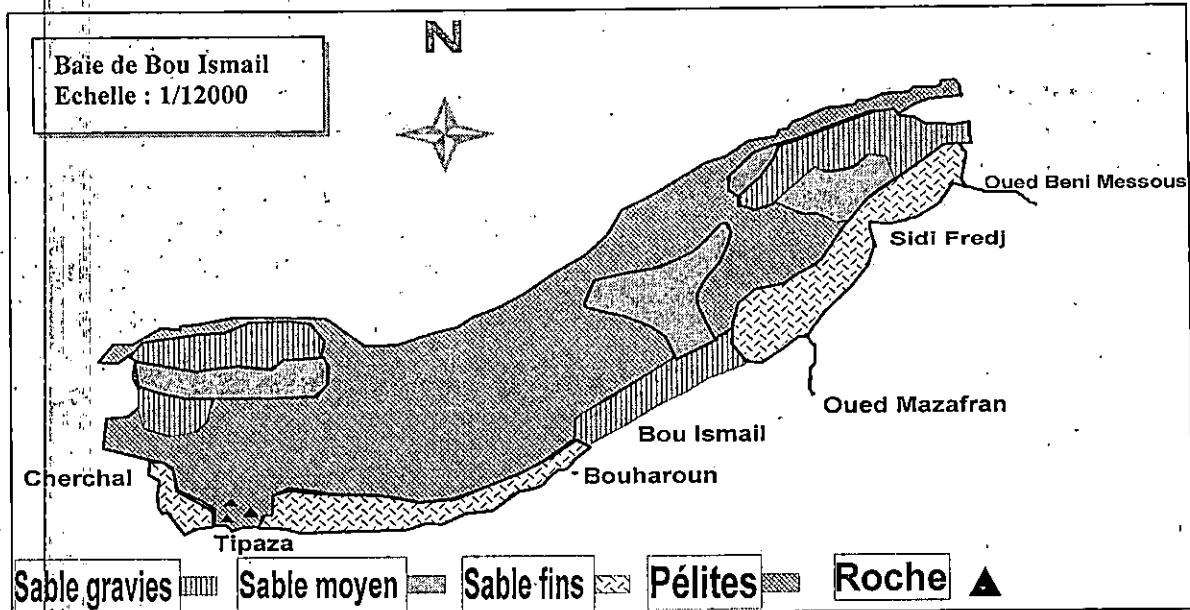 N
Baie de Bou Ismail
Echelle : 1/12000
Oued Beni Messous
Sidi Fredj
Oued Mazafran
Bou Ismail
Bouharoun
Cherchal
Tipaza
Sable gravies Sable moyen Sable fins Pélites Roche